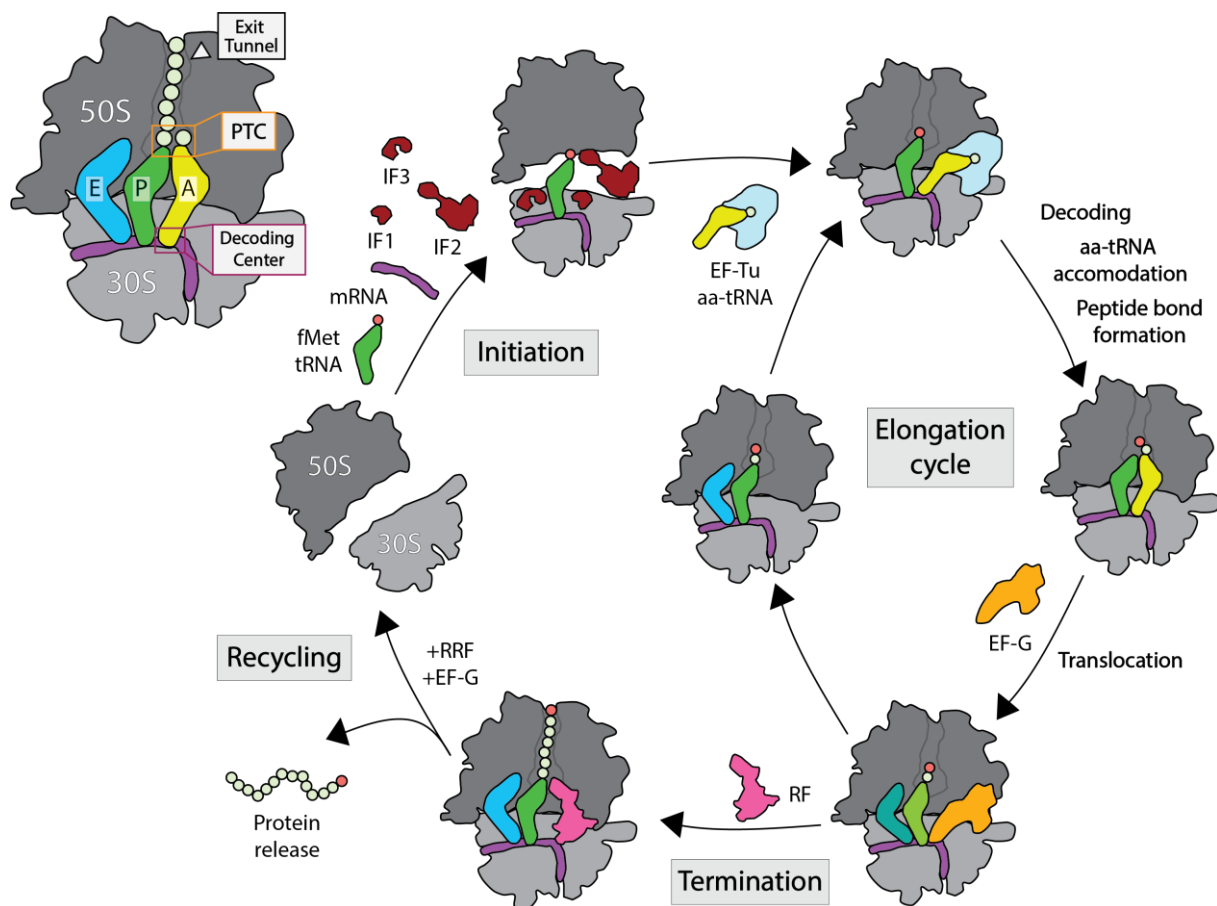 Exit
Tunnel
50S
PTC
E
P
A
Decoding
Center
30S
IF3
IF1
IF2
mRNA
fMet
tRNA
Initiation
EF-Tu
aa-tRNA
Decoding
aa-tRNA
accomodation
Peptide bond
formation
Elongation
cycle
50S
30S
EF-G
Translocation
Recycling
+RRF
+EF-G
RF
Protein
release
Termination